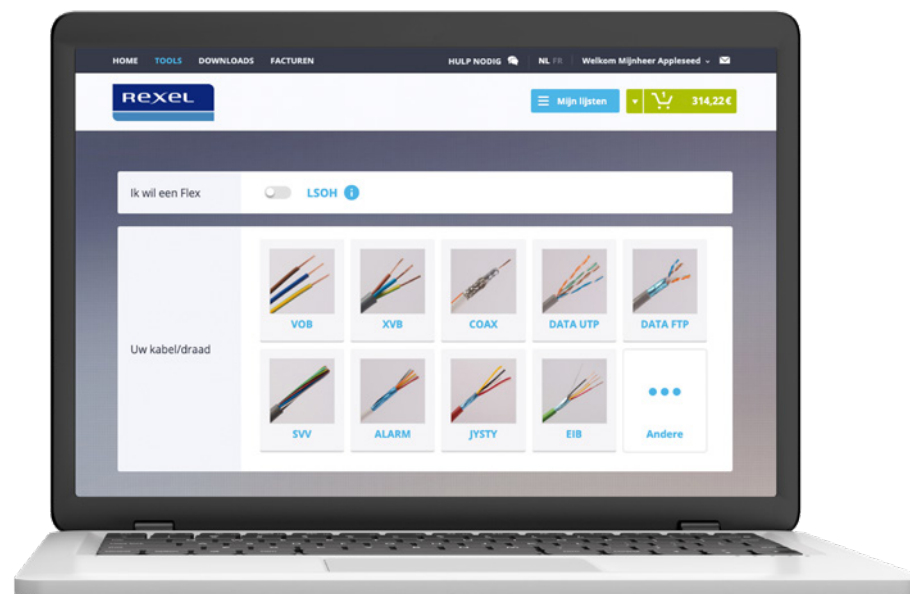 HOME TOOLS DOWNLOADS FACTUREN HULP NODIG NL FR Welkom Mijnheer Appleseed
Rexel Mijn lijsten 1 314,22€
Ik wil een Flex LSOH i
Uw kabel/draad
VOB XVB COAX DATA UTP DATA FTP
SVV ALARM JYSTY EIB Andere